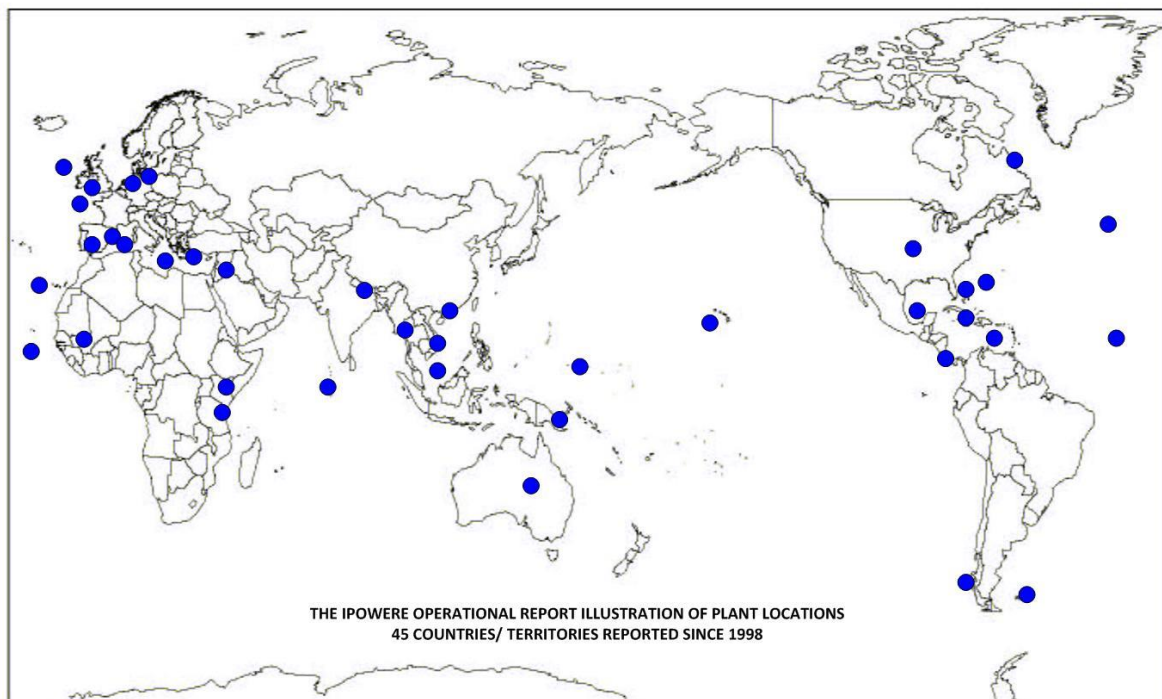 THE IPOWERE OPERATIONAL REPORT ILLUSTRATION OF PLANT LOCATIONS
45 COUNTRIES/ TERRITORIES REPORTED SINCE 1998